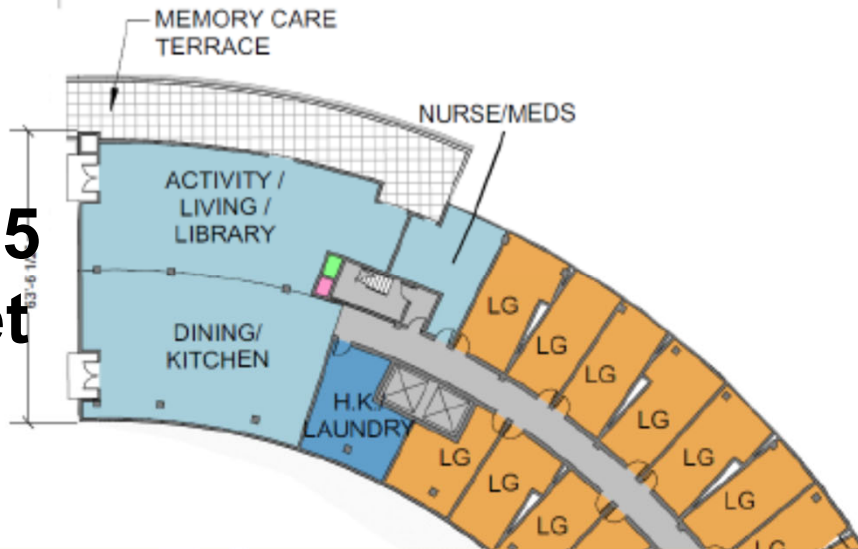 MEMORY CARE
TERRACE
NURSE/MEDS
ACTIVITY /
LIVING /
LIBRARY
5
et
DINING/
KITCHEN
H.K./
LAUNDRY
LG
LG
LG
LG
LG
LG
LG
LG
LG
LG